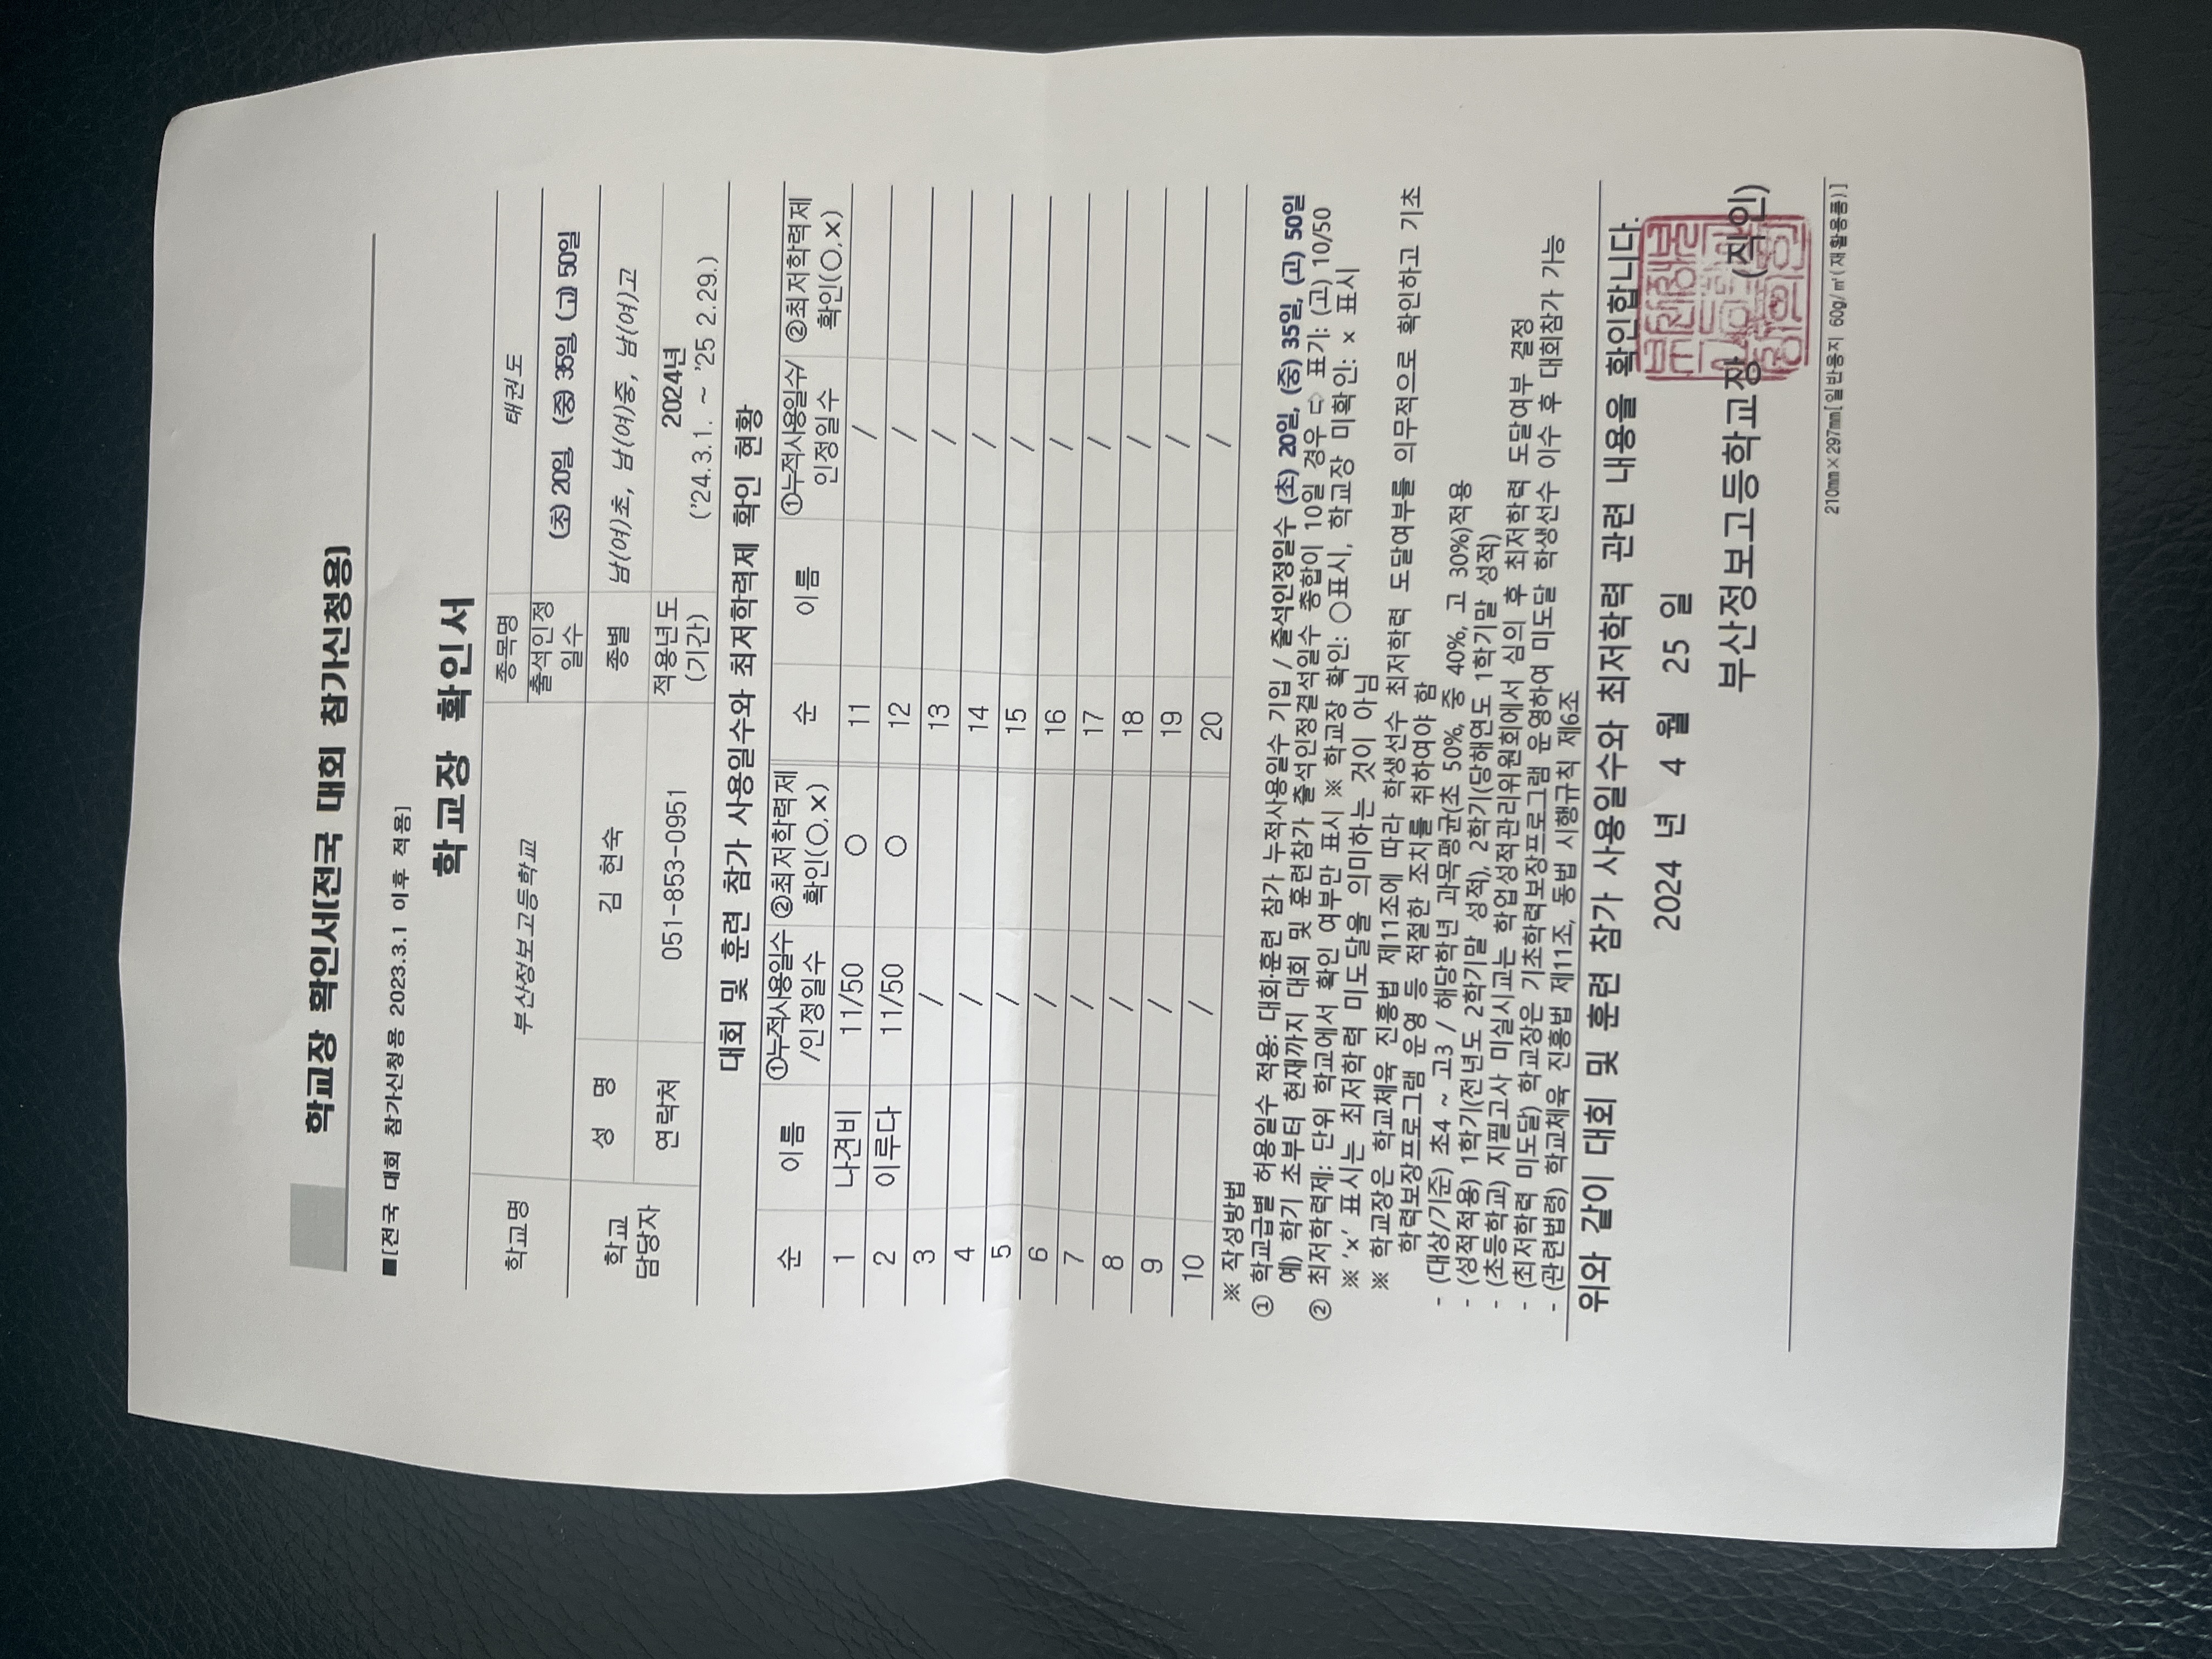 학교장 확인서[전국 대회 참가신청용)
■[전국 대회 참가신청용 2023.3.1 이후 적용]
학교장 확인서
학교명 부산정보고등학교 종목명 태권도
출석인정 일수 (초) 20일, (중) 35일, (고) 50일
학교 담당자 성 명 김 현숙 종별 남(여)초, 남(여)중, 남(여)고
연락처 051-853-0951 적용년도 (기간) 2024년 ('24.3.1. ~ '25 2.29.)
대회 및 훈련 참가 사용일수와 최저학력제 확인 현황
순 이름 ①누적사용일수/인정일수 ②최저학력제 확인(○,×) 순 이름 ①누적사용일수/인정일수 ②최저학력제 확인(○,×)
1 나견비 11/50 ○ 11 /
2 이루다 11/50 ○ 12 /
3 / 13 /
4 / 14 /
5 / 15 /
6 / 16 /
7 / 17 /
8 / 18 /
9 / 19 /
10 / 20 /
※ 작성방법
① 학교급별 허용일수 적용: 대회·훈련 참가 누적사용일수 기입 / 출석인정일수 (초) 20일, (중) 35일, (고) 50일
예) 학기 초부터 현재까지 대회 및 훈련참가 출석인정결석일수 총합이 10일 경우 ⇨ 표기: (고) 10/50
② 최저학력제: 단위 학교에서 확인 여부만 표시 ※ 학교장 확인: ○표시, 학교장 미확인: × 표시
※ '×' 표시는 최저학력 미도달을 의미하는 것이 아님
※ 학교장은 학교체육 진흥법 제11조에 따라 학생선수 최저학력 도달여부를 의무적으로 확인하고 기초
학력보장프로그램 운영 등 적절한 조치를 취하여야 함
- (대상/기준) 초4 ~ 고3 / 해당학년 과목평균(초 50%, 중 40%, 고 30%)적용
- (성적적용) 1학기(전년도 2학기말 성적), 2학기(당해연도 1학기말 성적)
- (초등학교) 지필고사 미실시교는 학업성적관리위원회에서 심의 후 최저학력 도달여부 결정
- (최저학력 미도달) 학교장은 기초학력보장프로그램 운영하여 미도달 학생선수 이수 후 대회참가 가능
- (관련법령) 학교체육 진흥법 제11조, 동법 시행규칙 제6조
위와 같이 대회 및 훈련 참가 사용일수와 최저학력 관련 내용을 확인합니다.
2024 년 4 월 25 일
부산정보고등학교장 (직인)
210㎜×297㎜[일반용지 60g/㎡(재활용품)]